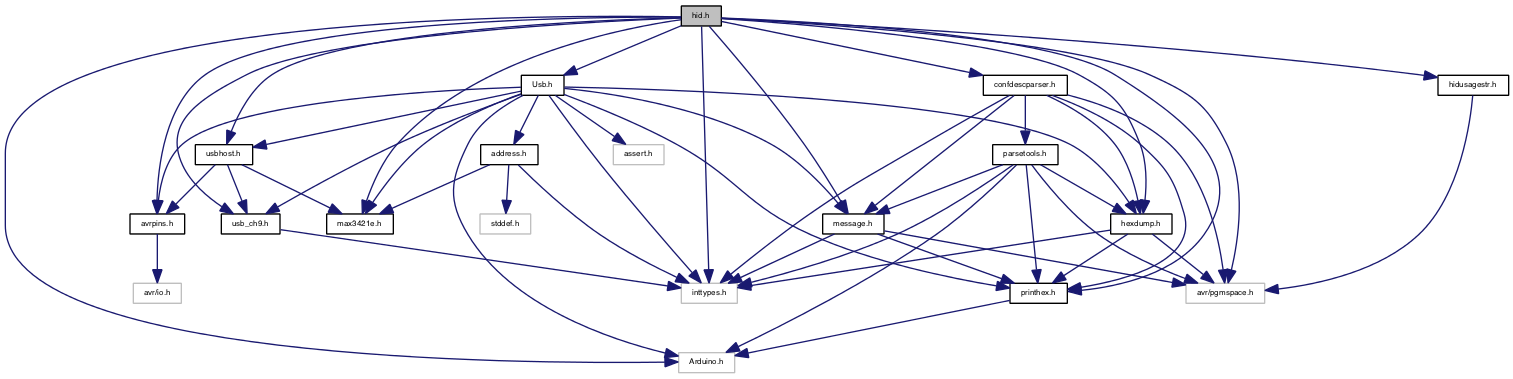 hid.h
Usb.h
confdescparser.h
hidusagestr.h
usbhost.h
address.h
assert.h
parsetools.h
avrpins.h
usb_ch9.h
max3421e.h
stddef.h
message.h
hexdump.h
avr/io.h
inttypes.h
printhex.h
avr/pgmspace.h
Arduino.h